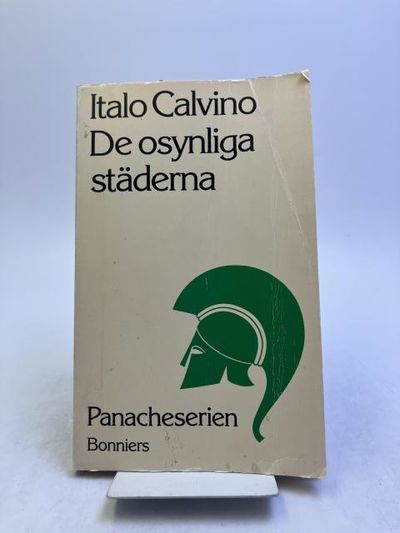 Italo Calvino
De osynliga
städerna
Panacheserien
Bonniers